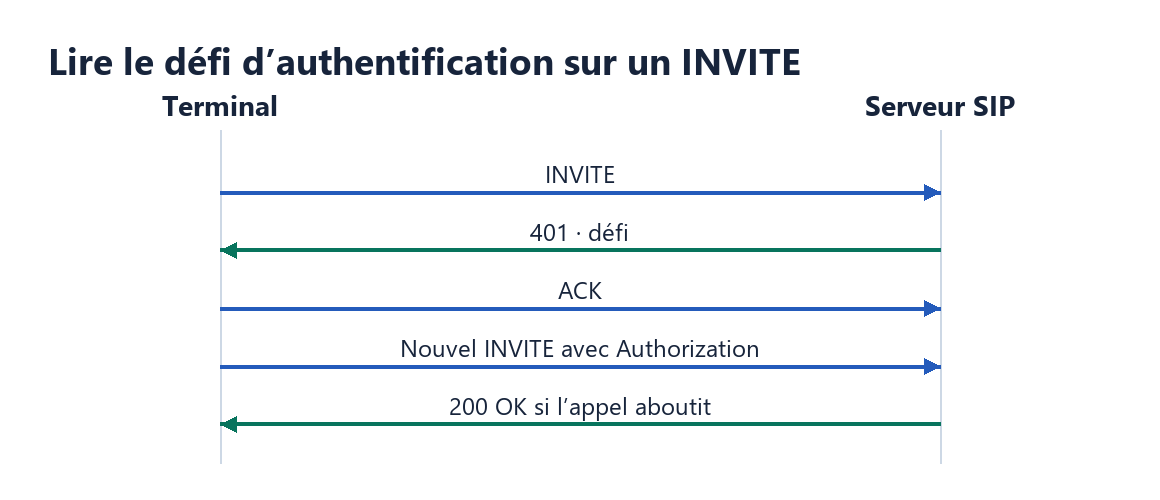 Lire le défi d’authentification sur un INVITE
Terminal
Serveur SIP
INVITE
401 · défi
ACK
Nouvel INVITE avec Authorization
200 OK si l’appel aboutit